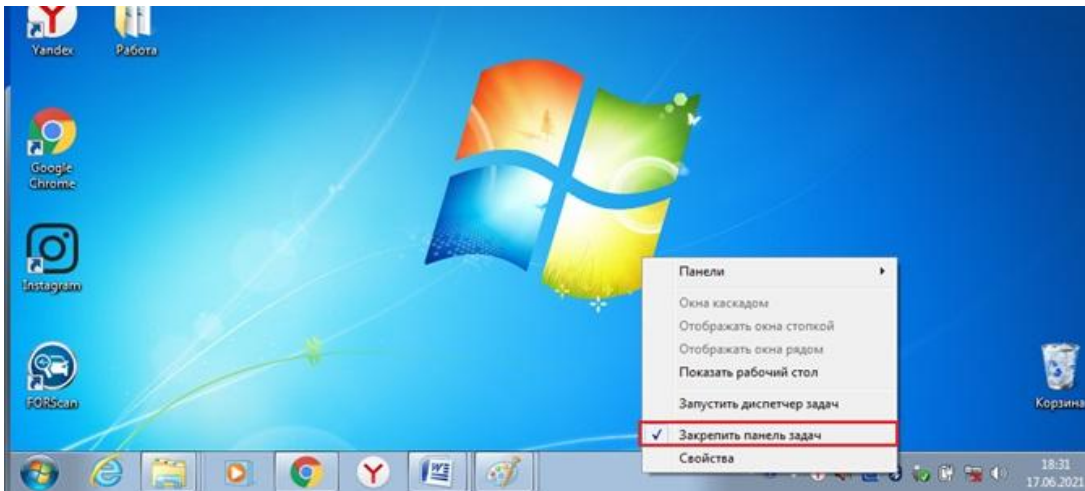 Yandex
Работа
Google
Chrome
Instagram
FORScan
Панели
Окна каскадом
Отображать окна стопкой
Отображать окна рядом
Показать рабочий стол
Запустить диспетчер задач
Закрепить панель задач
Свойства
Корзина
18:31
17.06.2021